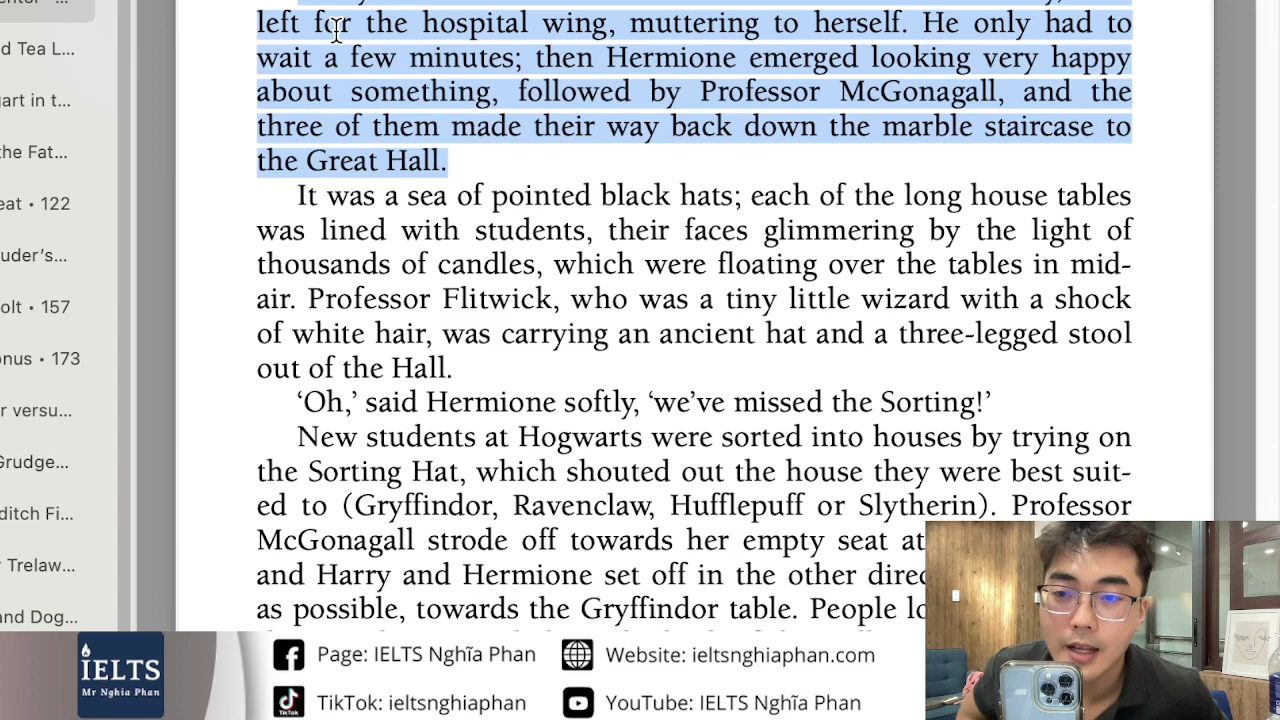 d Tea L...
gart in t...
the Fat...
eat • 122
uder’s...
olt • 157
onus • 173
r versu...
Grudge...
ditch Fi...
r Trelaw...
and Dog...
left for the hospital wing, muttering to herself. He only had to
wait a few minutes; then Hermione emerged looking very happy
about something, followed by Professor McGonagall, and the
three of them made their way back down the marble staircase to
the Great Hall.
It was a sea of pointed black hats; each of the long house tables
was lined with students, their faces glimmering by the light of
thousands of candles, which were floating over the tables in mid-
air. Professor Flitwick, who was a tiny little wizard with a shock
of white hair, was carrying an ancient hat and a three-legged stool
out of the Hall.
‘Oh,’ said Hermione softly, ‘we’ve missed the Sorting!’
New students at Hogwarts were sorted into houses by trying on
the Sorting Hat, which shouted out the house they were best suit-
ed to (Gryffindor, Ravenclaw, Hufflepuff or Slytherin). Professor
McGonagall strode off towards her empty seat at
and Harry and Hermione set off in the other direc
as possible, towards the Gryffindor table. People lo
IELTS
Mr Nghia Phan
Page: IELTS Nghĩa Phan
Website: ieltsnghiaphan.com
TikTok: ieltsnghiaphan
YouTube: IELTS Nghĩa Phan